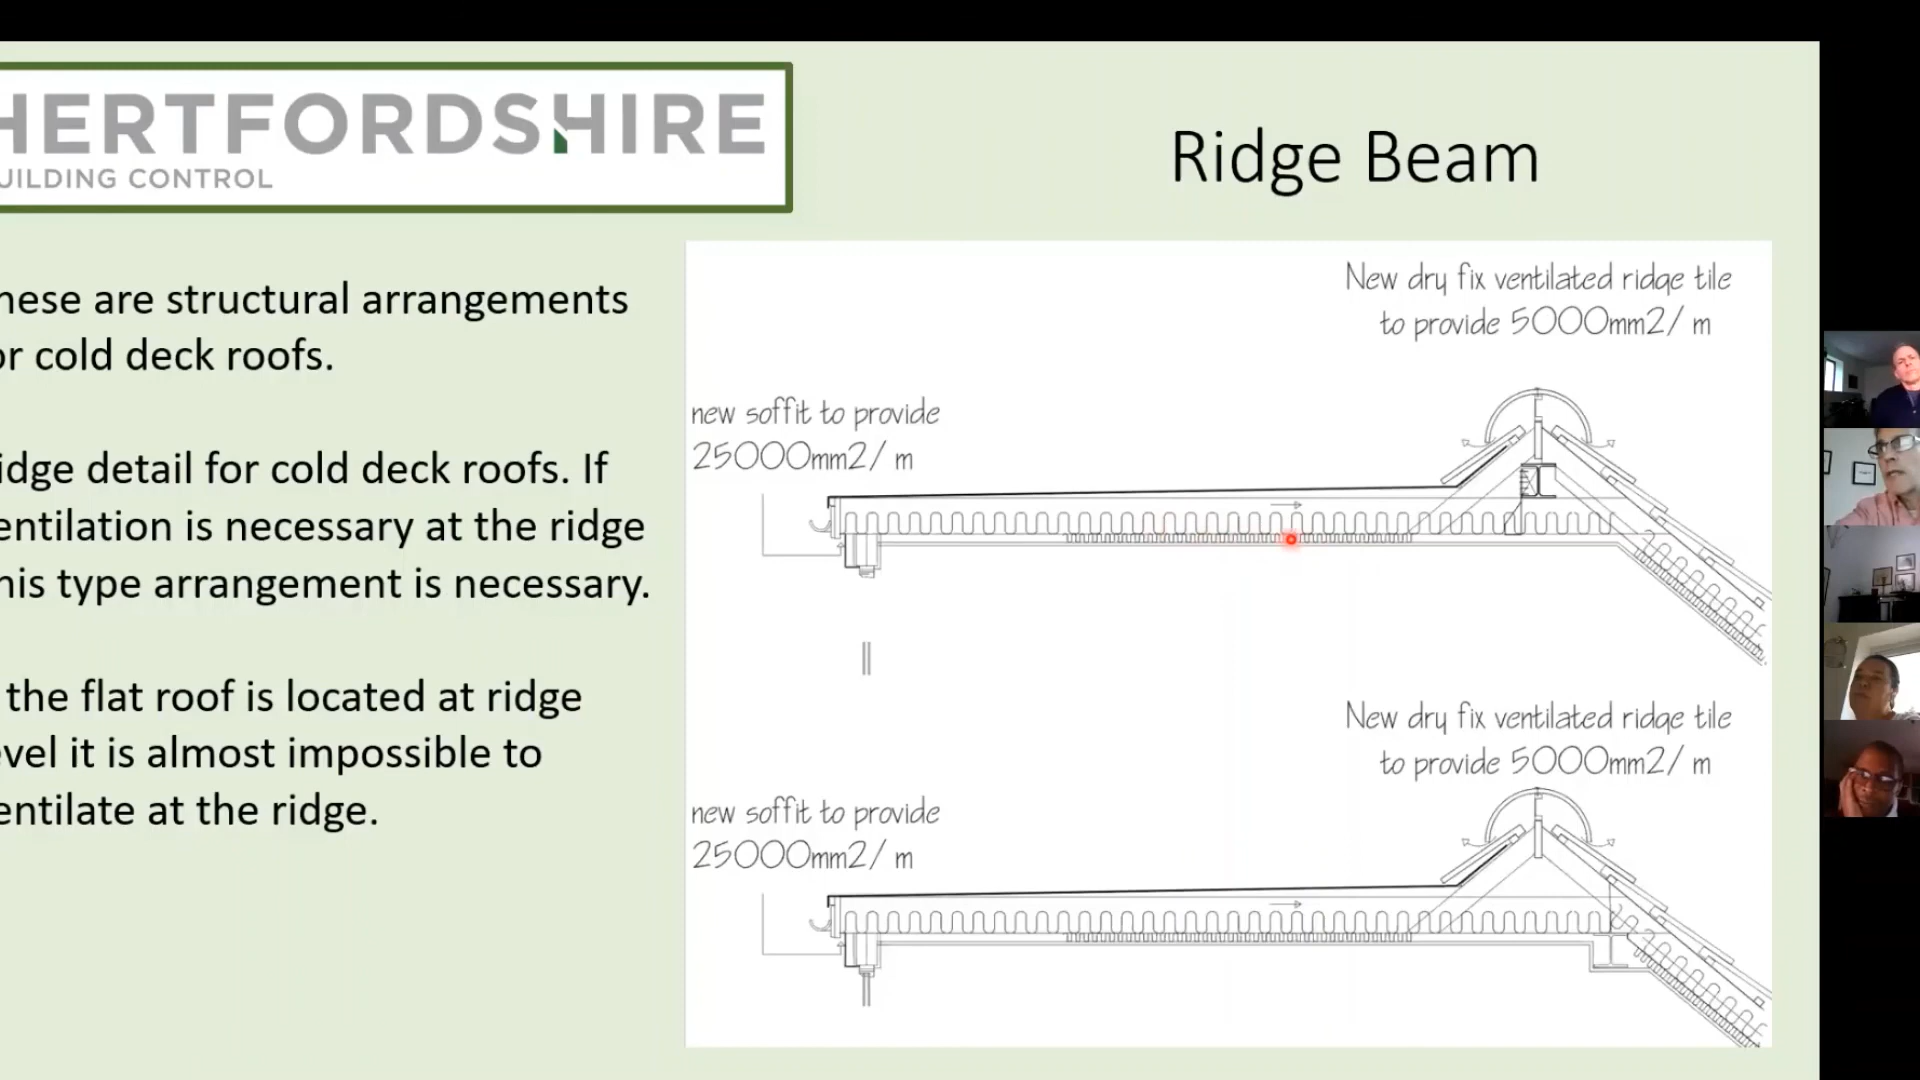 HERTFORDSHIRE
UILDING CONTROL
Ridge Beam
hese are structural arrangements
or cold deck roofs.
idge detail for cold deck roofs. If
entilation is necessary at the ridge
his type arrangement is necessary.
the flat roof is located at ridge
evel it is almost impossible to
entilate at the ridge.
New dry fix ventilated ridge tile
to provide 5000mm2/ m
new soffit to provide
25000mm2/ m
New dry fix ventilated ridge tile
to provide 5000mm2/ m
new soffit to provide
25000mm2/ m